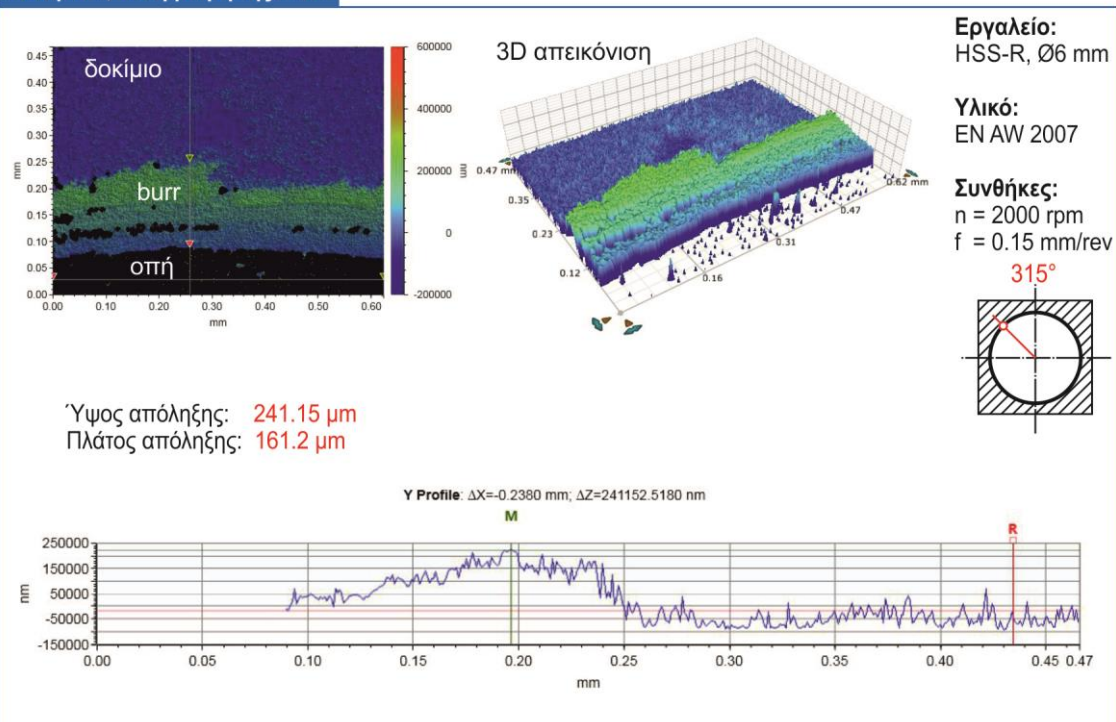 δοκίμιο
burr
οπή
0.45
0.40
0.35
0.30
0.25
0.20
0.15
0.10
0.05
0.00
mm
0.00 0.10 0.20 0.30 0.40 0.50 0.60
mm
600000
400000
200000
0
-200000
nm
3D απεικόνιση
0.47 mm
0.35
0.23
0.12
0.16
0.31
0.47
0.62 mm
Εργαλείο:
HSS-R, Ø6 mm
Υλικό:
EN AW 2007
Συνθήκες:
n = 2000 rpm
f = 0.15 mm/rev
315°
Ύψος απόληξης: 241.15 μm
Πλάτος απόληξης: 161.2 μm
Y Profile: ΔX=-0.2380 mm; ΔZ=241152.5180 nm
M
R
250000
150000
50000
-50000
-150000
nm
0.00 0.05 0.10 0.15 0.20 0.25 0.30 0.35 0.40 0.45 0.47
mm